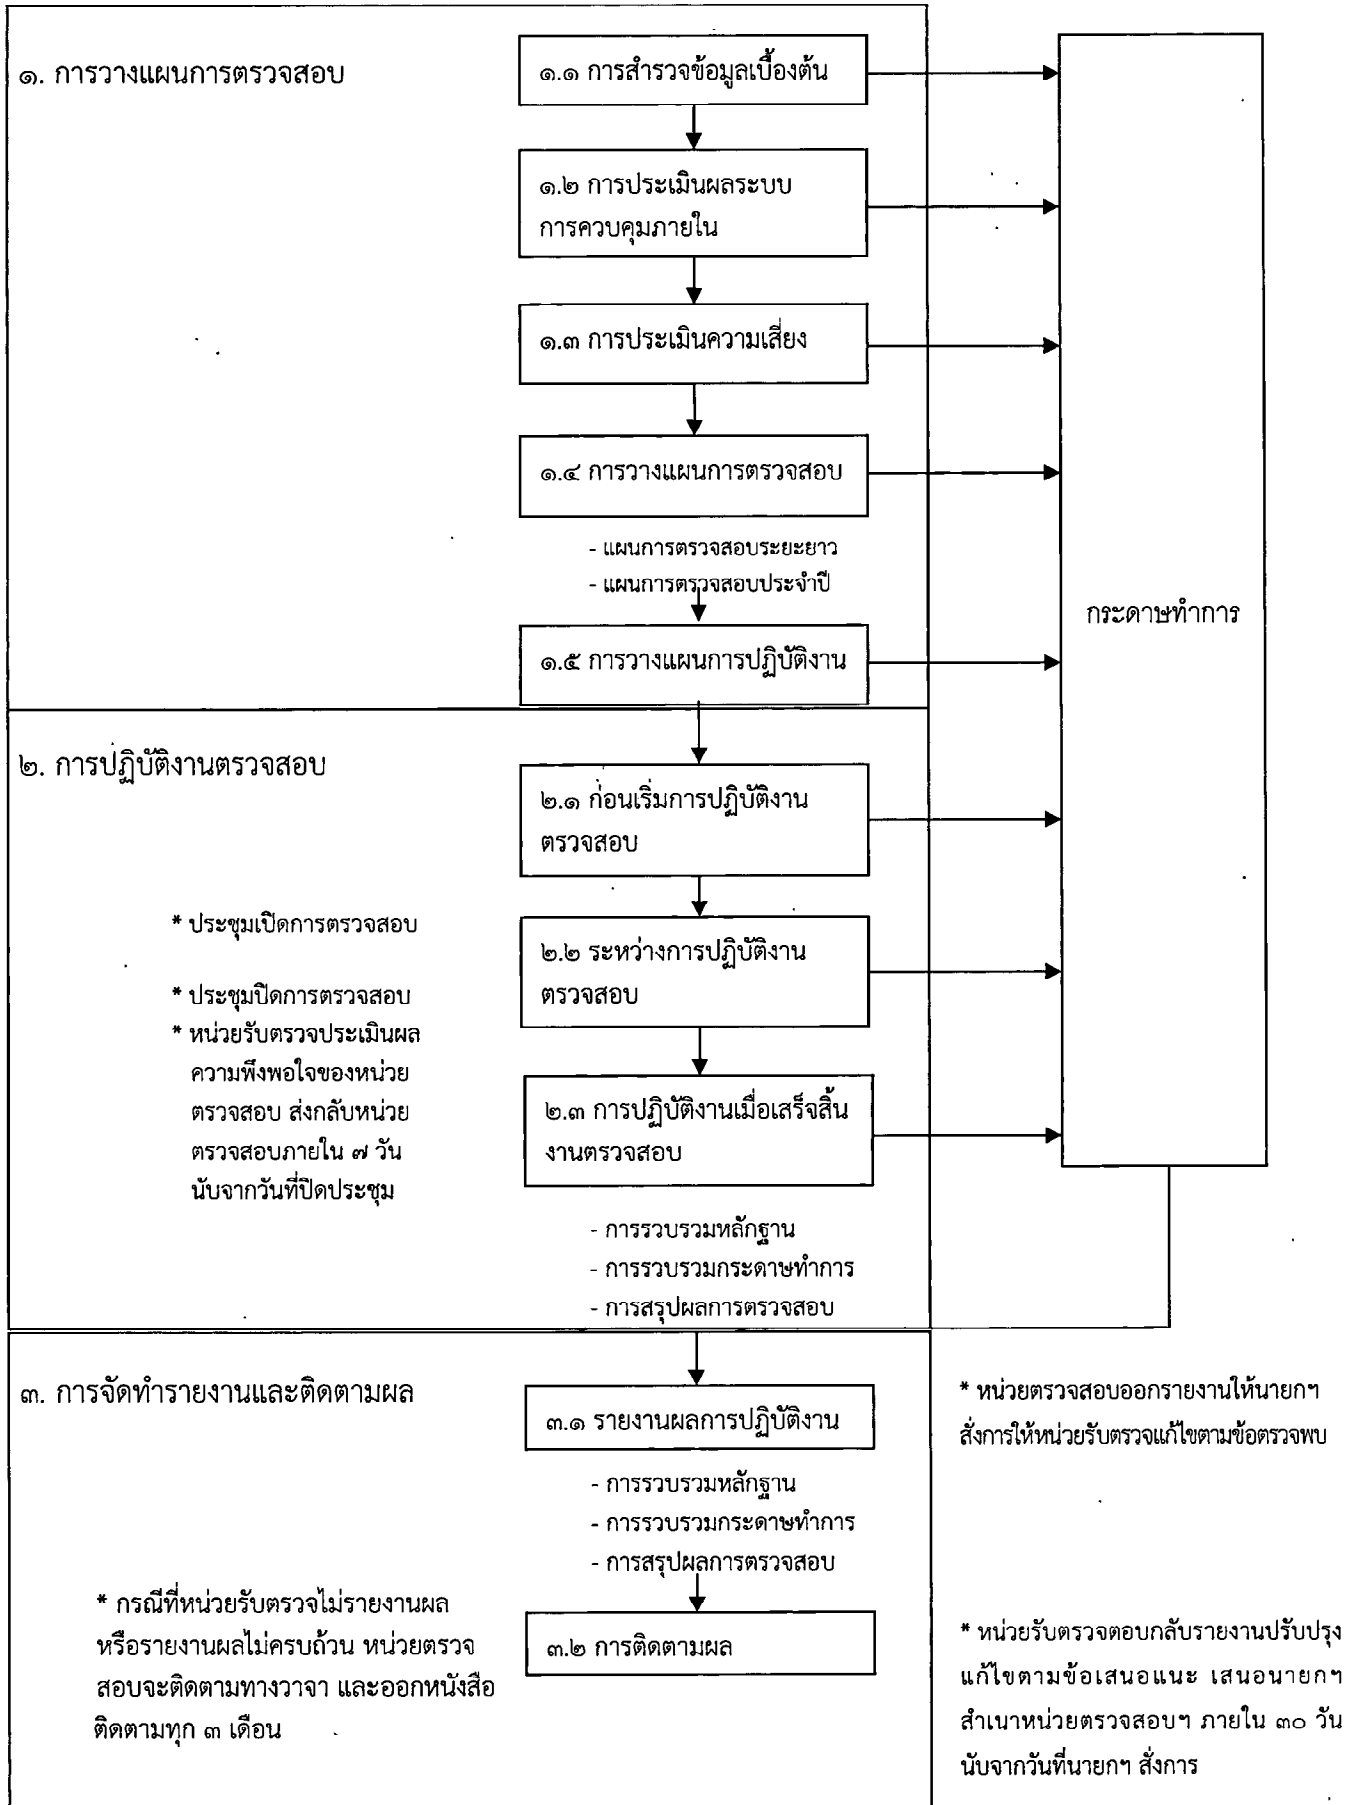 ๑. การวางแผนการตรวจสอบ
๑.๑ การสำรวจข้อมูลเบื้องต้น
๑.๒ การประเมินผลระบบ
การควบคุมภายใน
๑.๓ การประเมินความเสี่ยง
๑.๔ การวางแผนการตรวจสอบ
- แผนการตรวจสอบระยะยาว
- แผนการตรวจสอบประจำปี
๑.๕ การวางแผนการปฏิบัติงาน
กระดาษทำการ
๒. การปฏิบัติงานตรวจสอบ
๒.๑ ก่อนเริ่มการปฏิบัติงาน
ตรวจสอบ
* ประชุมเปิดการตรวจสอบ
๒.๒ ระหว่างการปฏิบัติงาน
ตรวจสอบ
* ประชุมปิดการตรวจสอบ
* หน่วยรับตรวจประเมินผล
ความพึงพอใจของหน่วย
ตรวจสอบ ส่งกลับหน่วย
ตรวจสอบภายใน ๗ วัน
นับจากวันที่ปิดประชุม
๒.๓ การปฏิบัติงานเมื่อเสร็จสิ้น
งานตรวจสอบ
- การรวบรวมหลักฐาน
- การรวบรวมกระดาษทำการ
- การสรุปผลการตรวจสอบ
๓. การจัดทำรายงานและติดตามผล
๓.๑ รายงานผลการปฏิบัติงาน
* หน่วยตรวจสอบออกรายงานให้นายกฯ
สั่งการให้หน่วยรับตรวจแก้ไขตามข้อตรวจพบ
- การรวบรวมหลักฐาน
- การรวบรวมกระดาษทำการ
- การสรุปผลการตรวจสอบ
* กรณีที่หน่วยรับตรวจไม่รายงานผล
หรือรายงานผลไม่ครบถ้วน หน่วยตรวจ
สอบจะติดตามทางวาจา และออกหนังสือ
ติดตามทุก ๓ เดือน
๓.๒ การติดตามผล
* หน่วยรับตรวจตอบกลับรายงานปรับปรุง
แก้ไขตามข้อเสนอแนะ เสนอนายกฯ
สำเนาหน่วยตรวจสอบฯ ภายใน ๓๐ วัน
นับจากวันที่นายกฯ สั่งการ